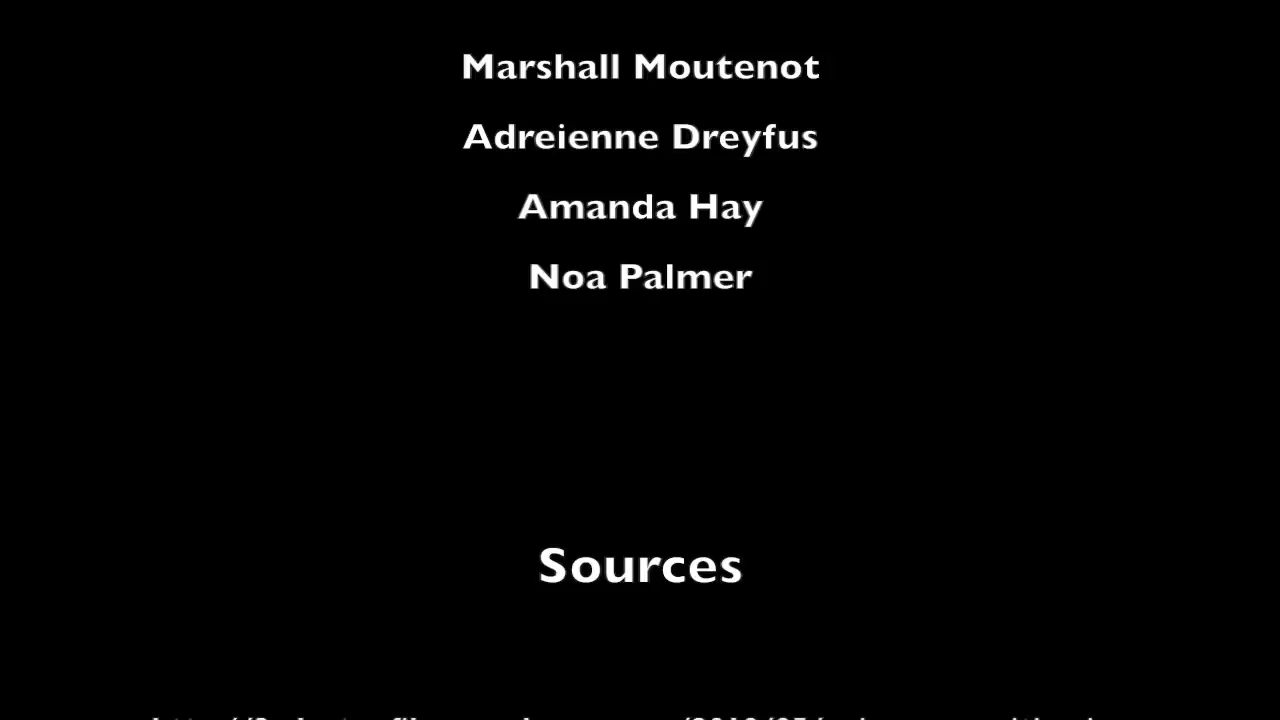 Marshall Moutenot
Adreienne Dreyfus
Amanda Hay
Noa Palmer
Sources